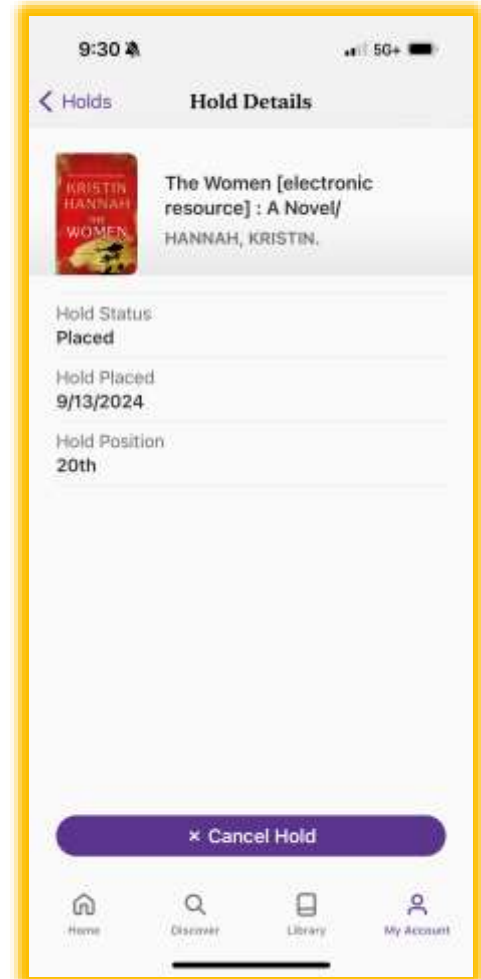 9:30
5G+
Holds
Hold Details
KRISTIN
HANNAH
THE
WOMEN
The Women [electronic
resource] : A Novel/
HANNAH, KRISTIN.
Hold Status
Placed
Hold Placed
9/13/2024
Hold Position
20th
× Cancel Hold
Home
Discover
Library
My Account